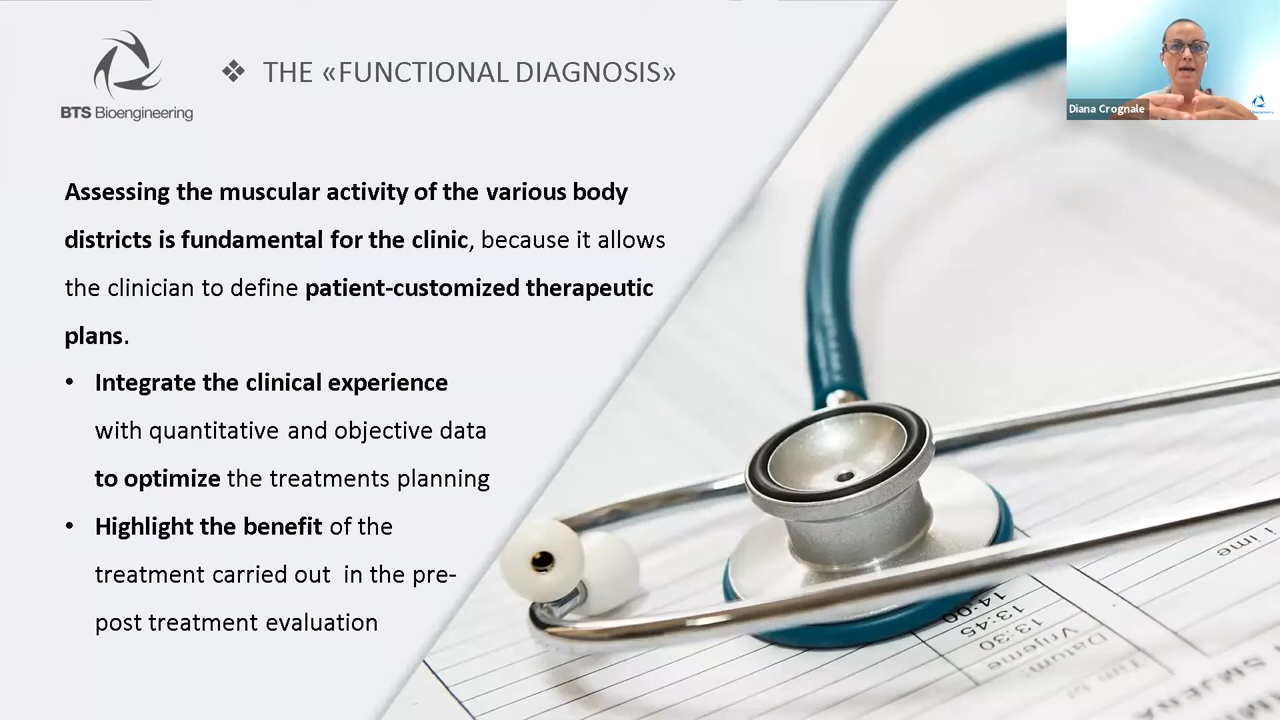 BTS Bioengineering
❖ THE «FUNCTIONAL DIAGNOSIS»
Diana Crognale
Assessing the muscular activity of the various body
districts is fundamental for the clinic, because it allows
the clinician to define patient-customized therapeutic
plans.
• Integrate the clinical experience
with quantitative and objective data
to optimize the treatments planning
• Highlight the benefit of the
treatment carried out in the pre-
post treatment evaluation
Time
14:00
13:45
13:30
Vrijeme
Datum: